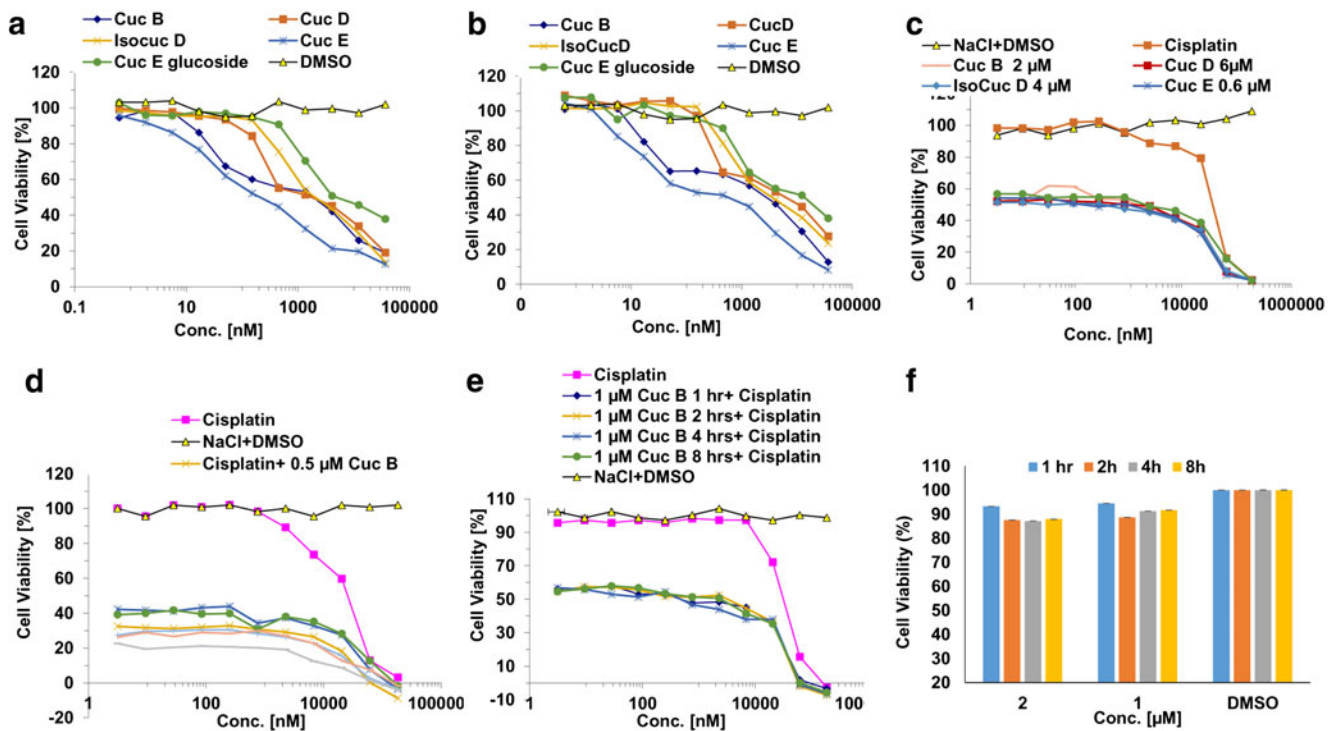 a
Cuc B
Cuc D
Isocuc D
Cuc E
Cuc E glucoside
DMSO
Cell Viability [%]
120
100
80
60
40
20
0
0.1
10
1000
100000
Conc. [nM]
b
Cuc B
CucD
IsoCucD
Cuc E
Cuc E glucoside
DMSO
Cell viability [%]
120
100
80
60
40
20
0
0.1
10
1000
100000
Conc. [nM]
c
NaCl+DMSO
Cisplatin
Cuc B 2 µM
Cuc D 6µM
IsoCuc D 4 µM
Cuc E 0.6 µM
Cell Viability [%]
120
100
80
60
40
20
0
1
100
10000
1000000
Conc. [nM]
d
Cisplatin
NaCl+DMSO
Cisplatin+ 0.5 µM Cuc B
Cell Viability [%]
120
100
80
60
40
20
0
-20
1
100
10000
1000000
Conc. [nM]
e
Cisplatin
1 µM Cuc B 1 hr+ Cisplatin
1 µM Cuc B 2 hrs+ Cisplatin
1 µM Cuc B 4 hrs+ Cisplatin
1 µM Cuc B 8 hrs+ Cisplatin
NaCl+DMSO
Cell Viability [%]
110
90
70
50
30
10
-10
1
100
10000
100
Conc. [nM]
f
1 hr
2h
4h
8h
Cell Viability (%)
110
100
90
80
70
60
50
40
30
20
2
1
DMSO
Conc. [µM]